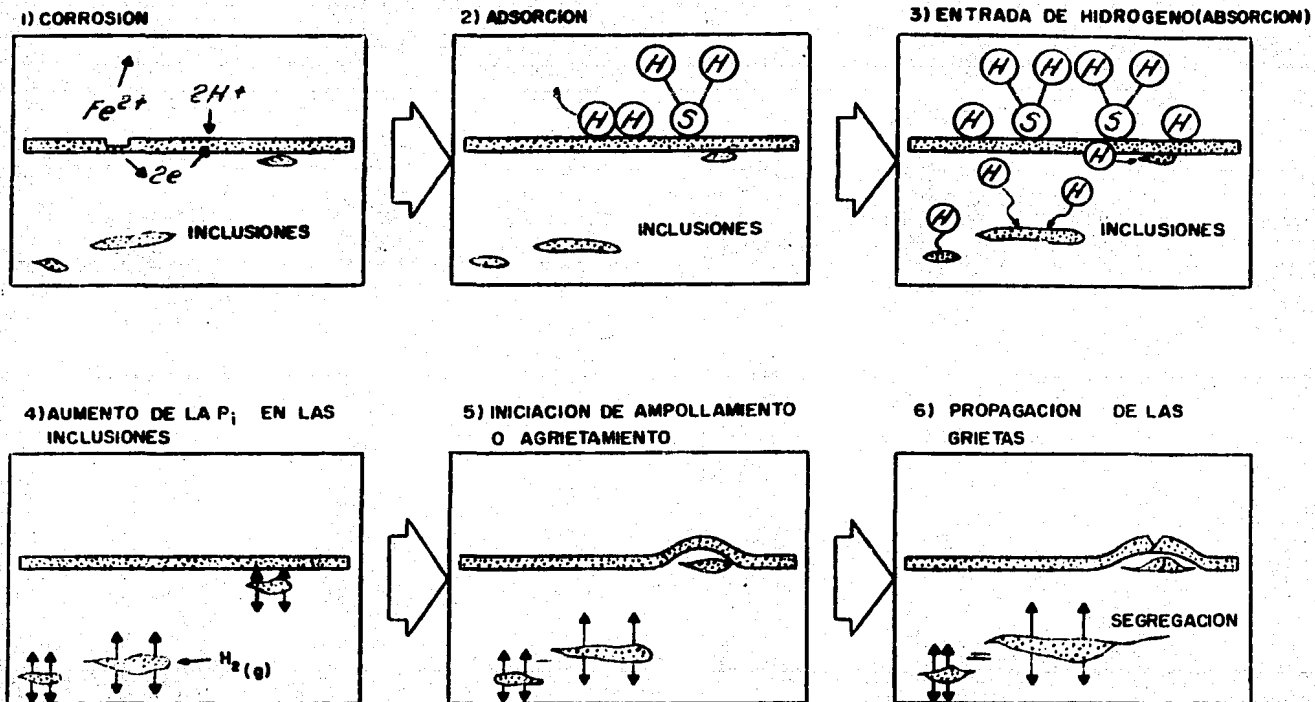 1) CORROSION
Fe2+
2H+
2e
INCLUSIONES
2) ADSORCION
H H
H H S
INCLUSIONES
3) ENTRADA DE HIDROGENO(ABSORCION)
H H H H
H S S H
H
H H
H
INCLUSIONES
4) AUMENTO DE LA Pi EN LAS
INCLUSIONES
H2(g)
5) INICIACION DE AMPOLLAMIENTO
O AGRIETAMIENTO
6) PROPAGACION DE LAS
GRIETAS
SEGREGACION